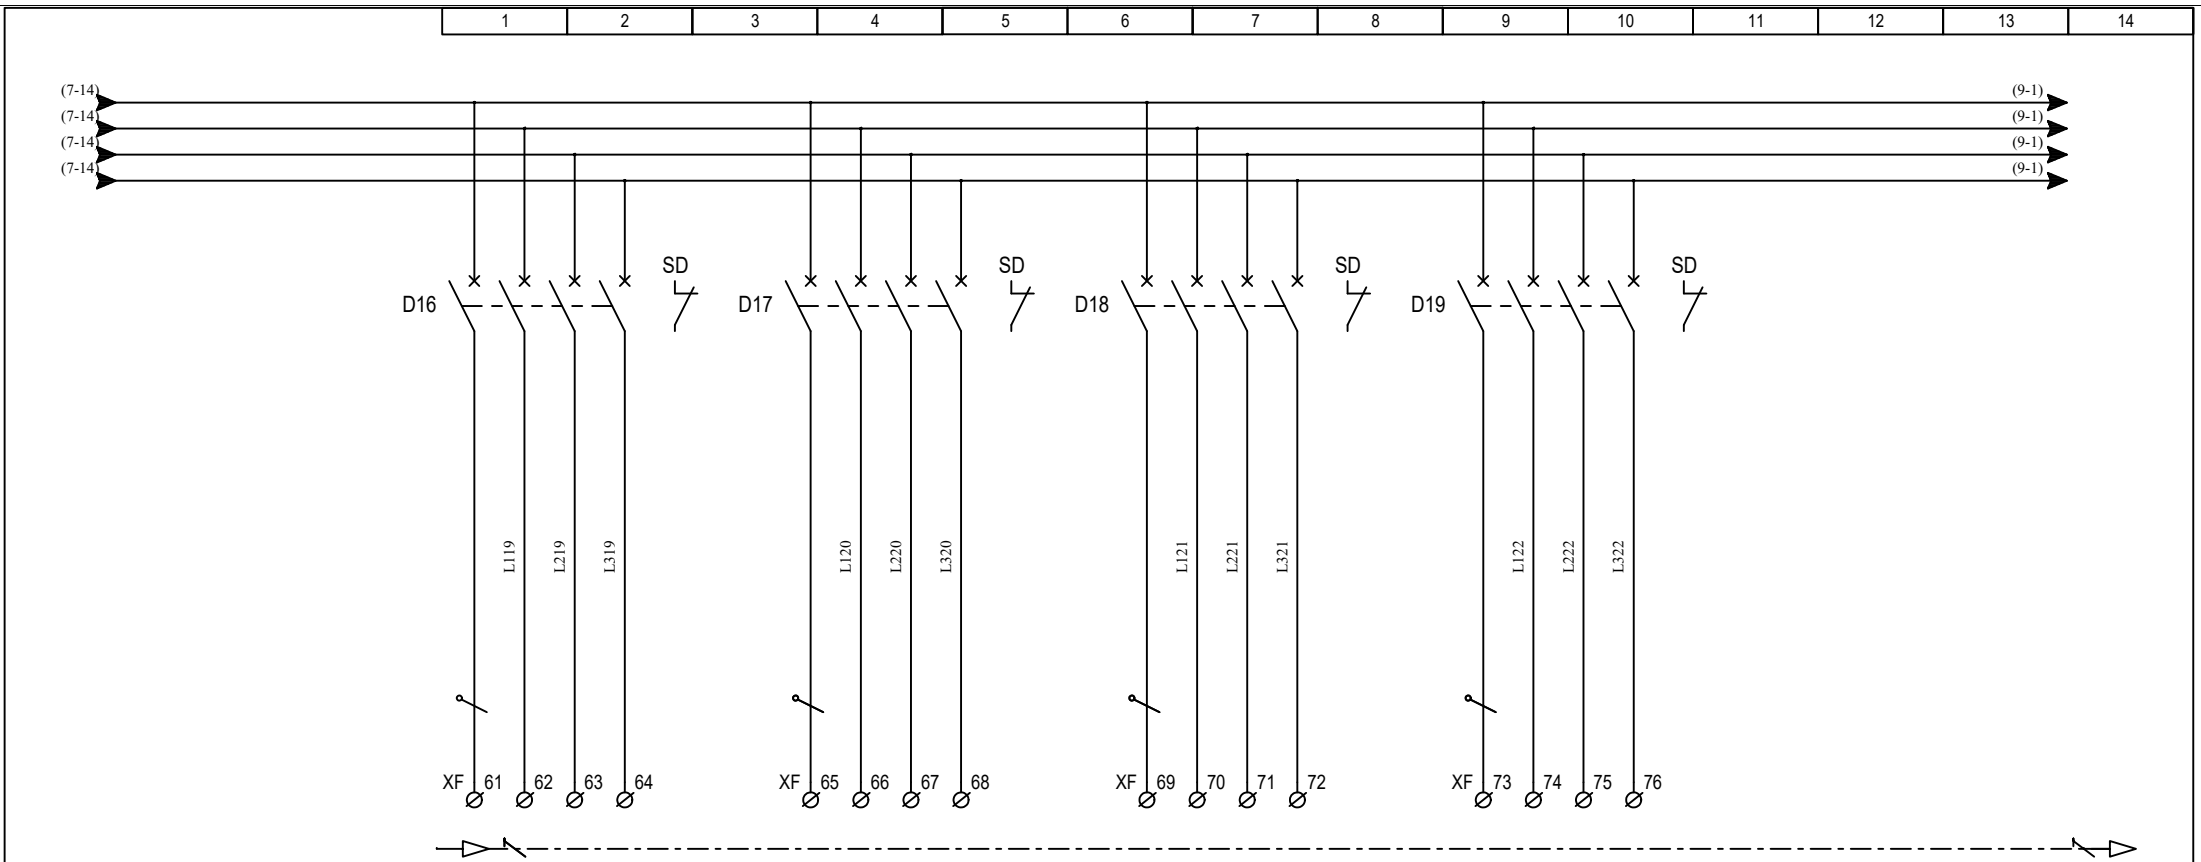 1 2 3 4 5 6 7 8 9 10 11 12 13 14
(7-14) (9-1)
(7-14) (9-1)
(7-14) (9-1)
(7-14) (9-1)
SD SD SD SD
D16 D17 D18 D19
L119 L219 L319 L120 L220 L320 L121 L221 L321 L122 L222 L322
XF 61 62 63 64 XF 65 66 67 68 XF 69 70 71 72 XF 73 74 75 76